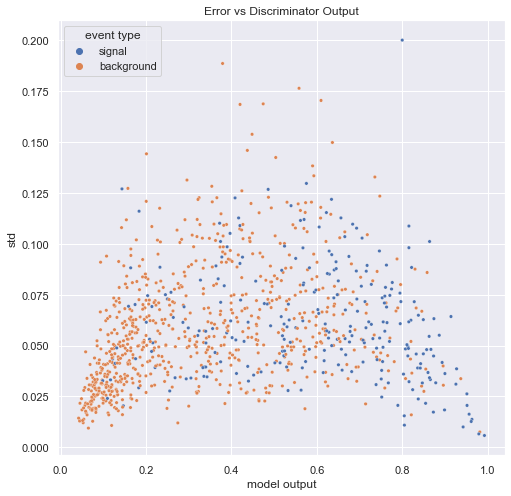 Error vs Discriminator Output
event type
signal
background
0.200
0.175
0.150
0.125
0.100
0.075
0.050
0.025
0.000
std
0.0 0.2 0.4 0.6 0.8 1.0
model output